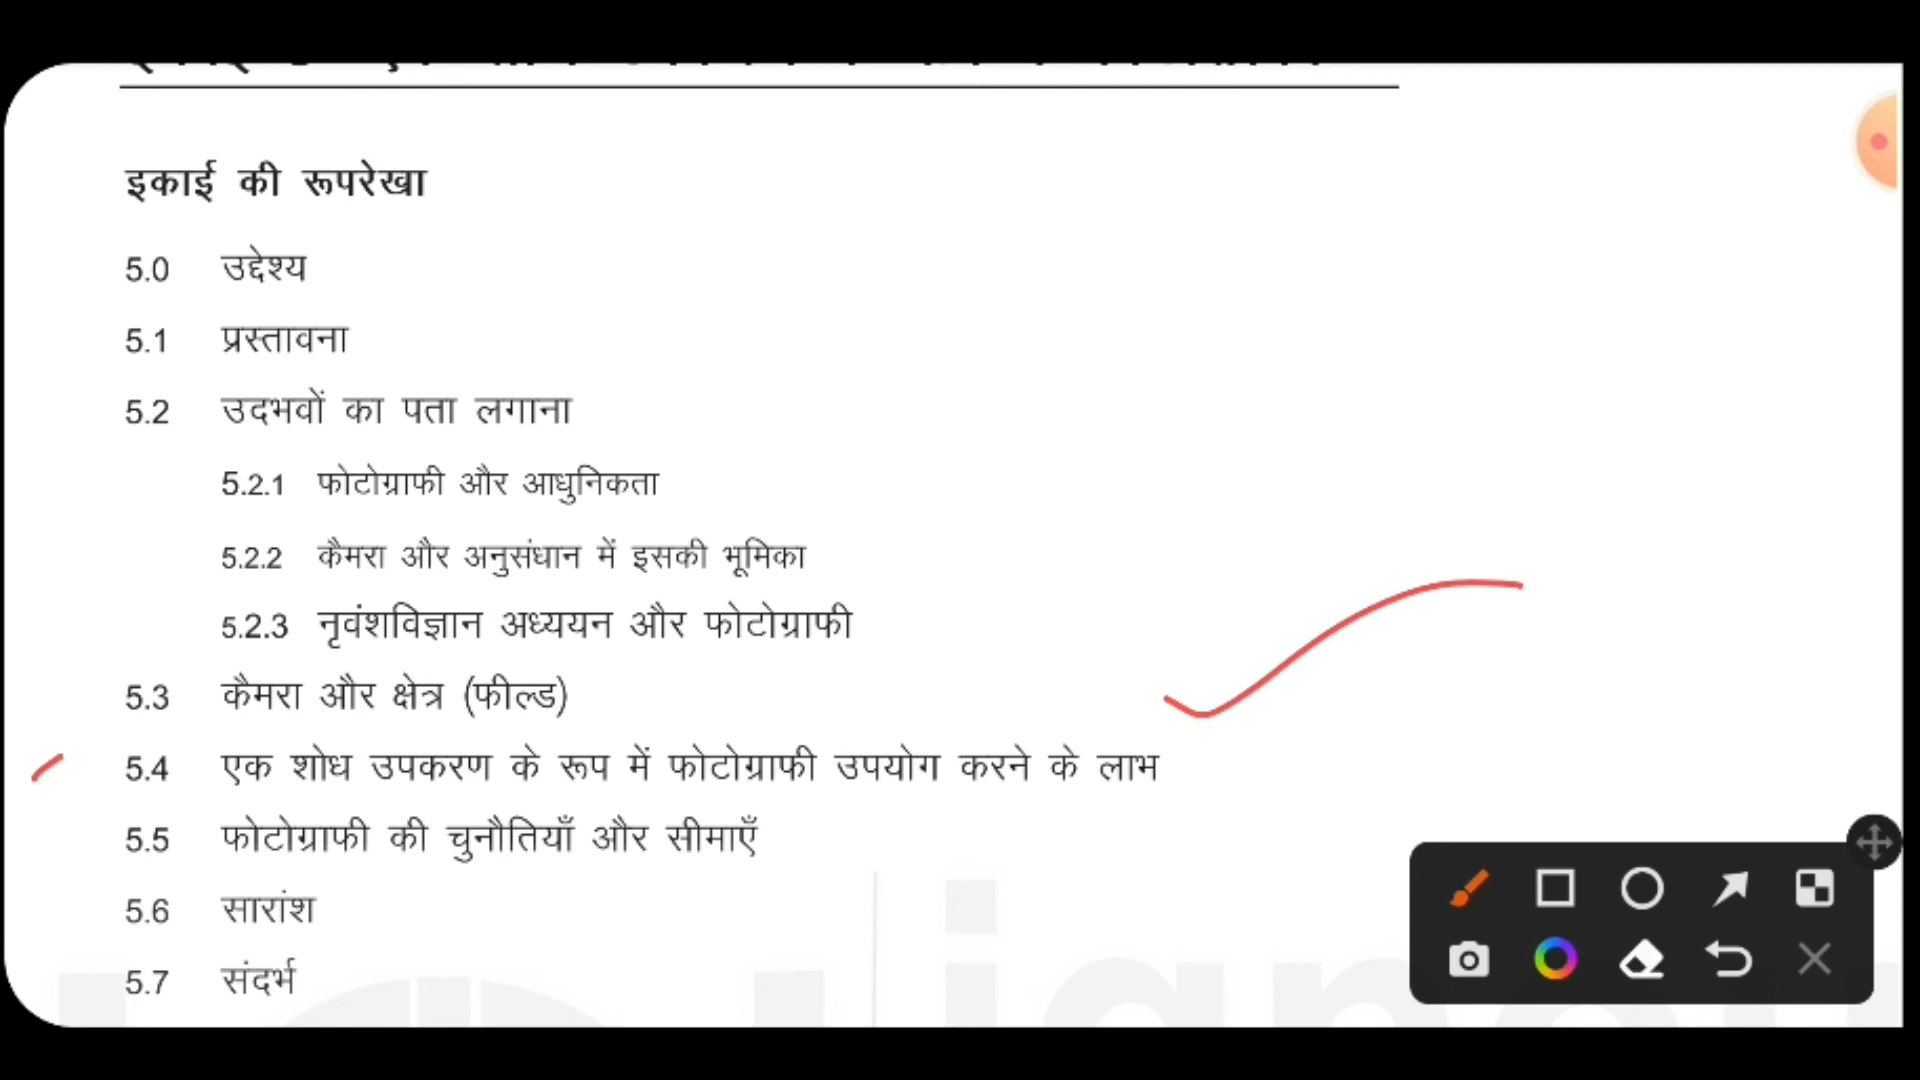 इकाई की रूपरेखा
5.0 उद्देश्य
5.1 प्रस्तावना
5.2 उदभवों का पता लगाना
5.2.1 फोटोग्राफी और आधुनिकता
5.2.2 कैमरा और अनुसंधान में इसकी भूमिका
5.2.3 नृवंशविज्ञान अध्ययन और फोटोग्राफी
5.3 कैमरा और क्षेत्र (फील्ड)
5.4 एक शोध उपकरण के रूप में फोटोग्राफी उपयोग करने के लाभ
5.5 फोटोग्राफी की चुनौतियाँ और सीमाएँ
5.6 सारांश
5.7 संदर्भ